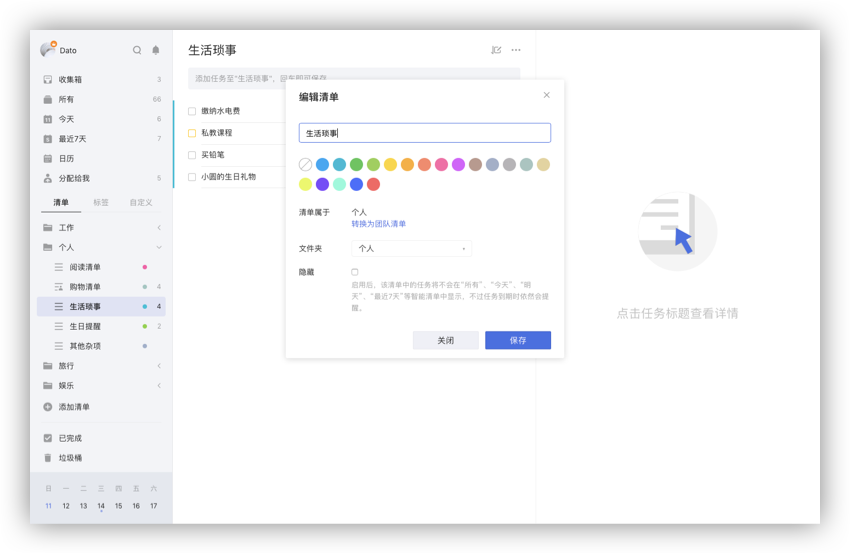 Dato
收集箱 3
所有 66
今天 6
最近7天 7
日历
分配给我 5
清单 标签 自定义
工作
个人
阅读清单
购物清单 4
生活琐事 4
生日提醒 2
其他杂项
旅行
娱乐
添加清单
已完成
垃圾桶
日 一 二 三 四 五 六
11 12 13 14 15 16 17
生活琐事
添加任务至“生活琐事”，回车即可保存
缴纳水电费
私教课程
买铅笔
小圆的生日礼物
编辑清单
生活琐事
清单属于 个人
转换为团队清单
文件夹 个人
隐藏
启用后，该清单中的任务将不会在“所有”、“今天”、“明
天”、“最近7天”等智能清单中显示，不过任务到期时依然会提
醒。
关闭 保存
点击任务标题查看详情